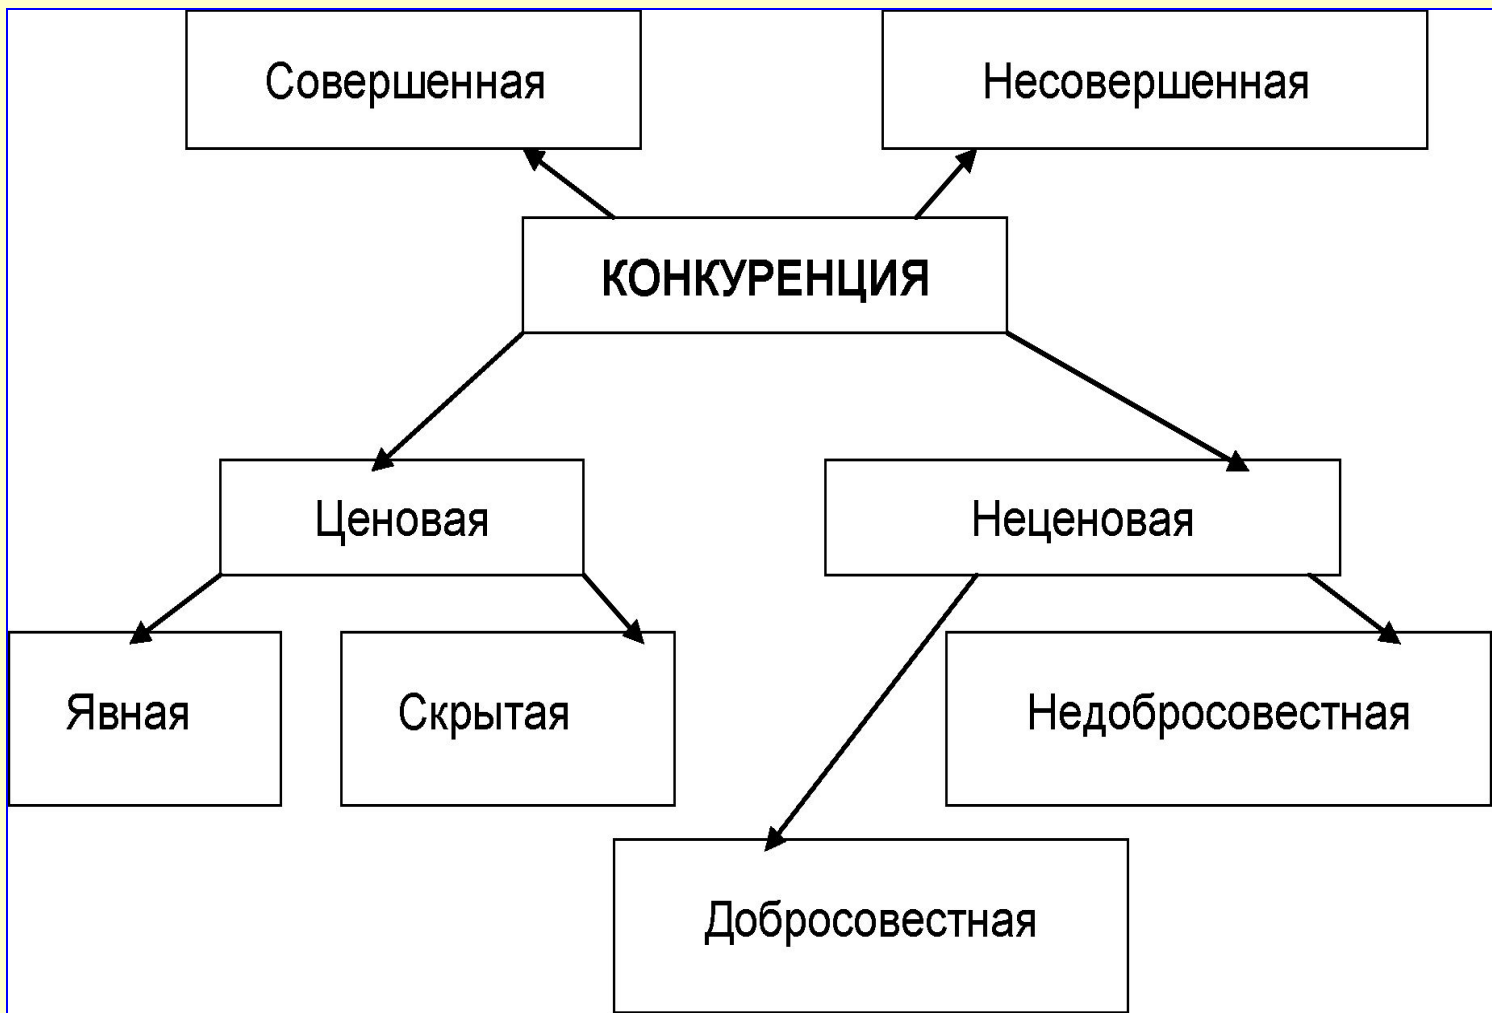 Совершенная
Несовершенная
КОНКУРЕНЦИЯ
Ценовая
Неценовая
Явная
Скрытая
Недобросовестная
Добросовестная